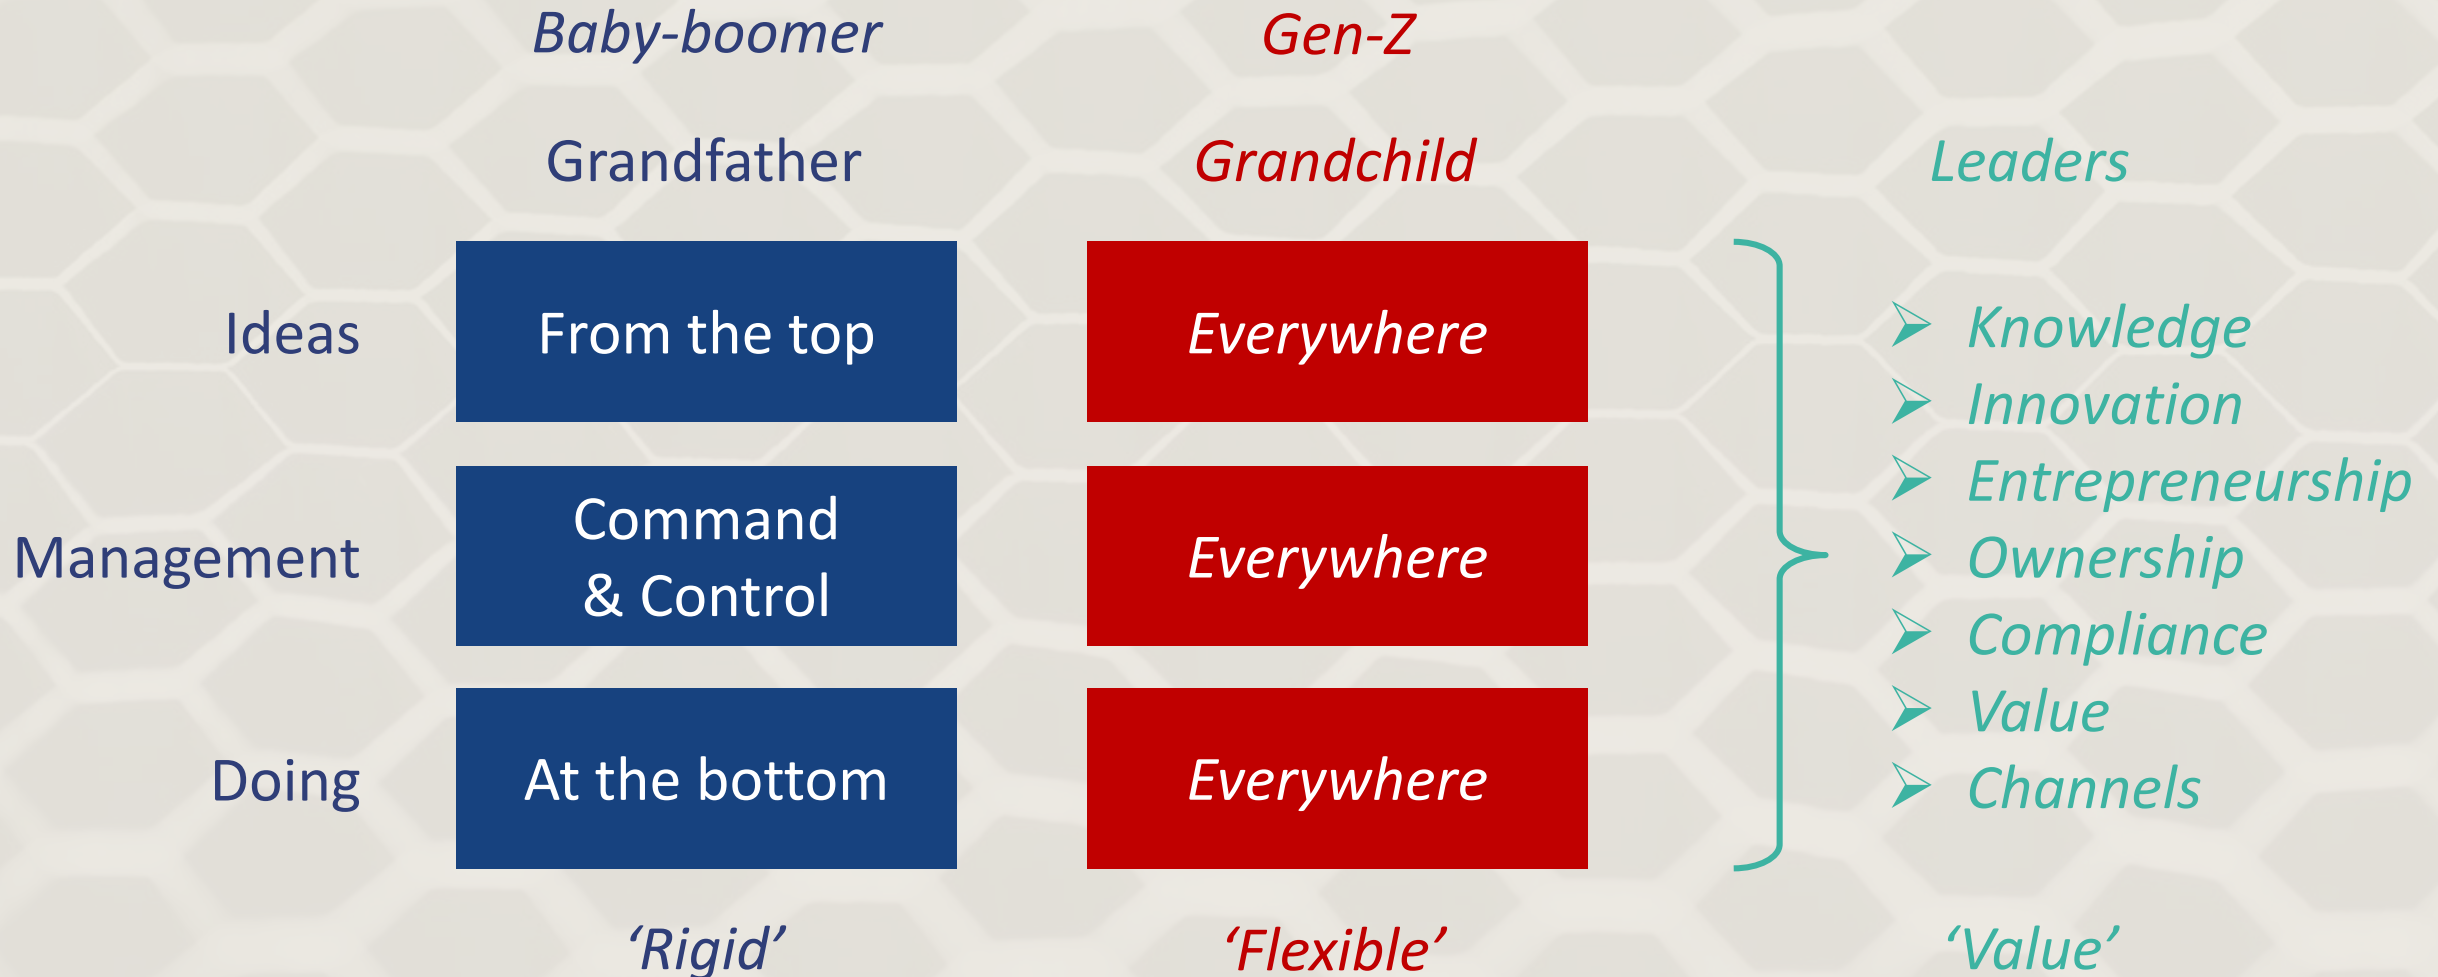 Baby-boomer
Gen-Z
Grandfather
Grandchild
Leaders
Ideas
From the top
Everywhere
Management
Command
& Control
Everywhere
Doing
At the bottom
Everywhere
Knowledge
Innovation
Entrepreneurship
Ownership
Compliance
Value
Channels
‘Rigid’
‘Flexible’
‘Value’